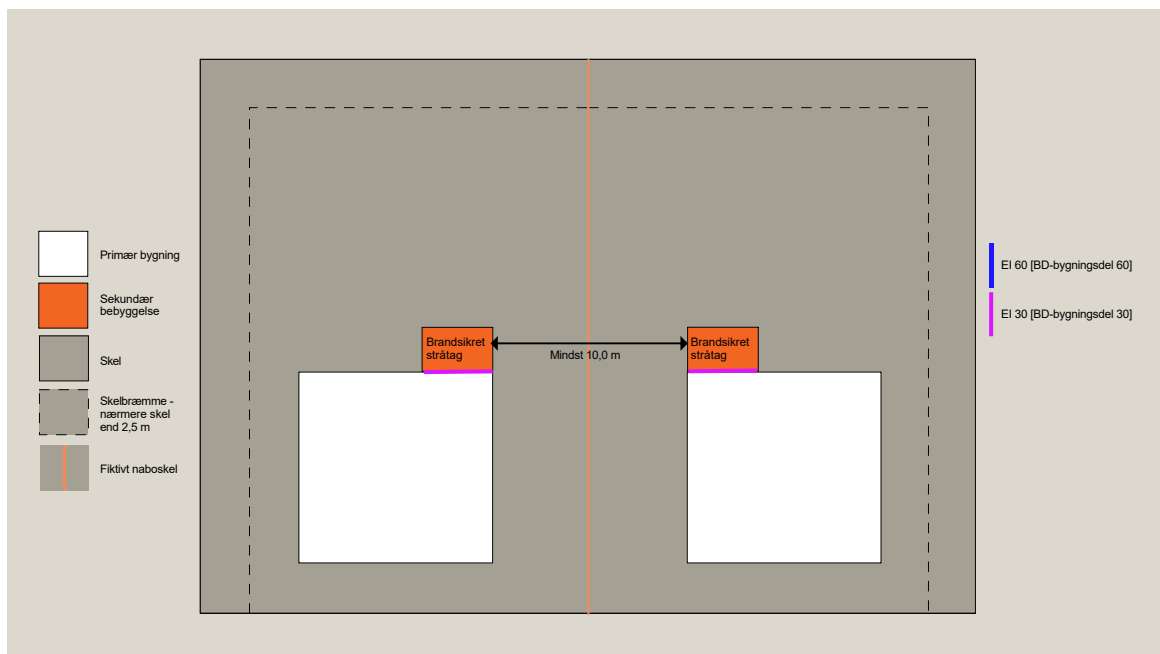 Primær bygning
Sekundær
bebyggelse
Skel
Skelbræmme -
nærmere skel
end 2,5 m
Fiktivt naboskel
Brandsikret
stråtag
Mindst 10,0 m
Brandsikret
stråtag
EI 60 [BD-bygningsdel 60]
EI 30 [BD-bygningsdel 30]